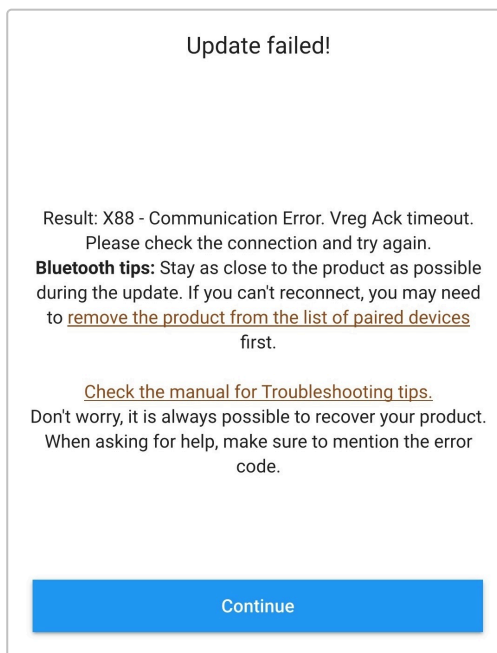 Update failed!
Result: X88 - Communication Error. Vreg Ack timeout.
Please check the connection and try again.
Bluetooth tips: Stay as close to the product as possible
during the update. If you can't reconnect, you may need
to remove the product from the list of paired devices
first.
Check the manual for Troubleshooting tips.
Don't worry, it is always possible to recover your product.
When asking for help, make sure to mention the error
code.
Continue